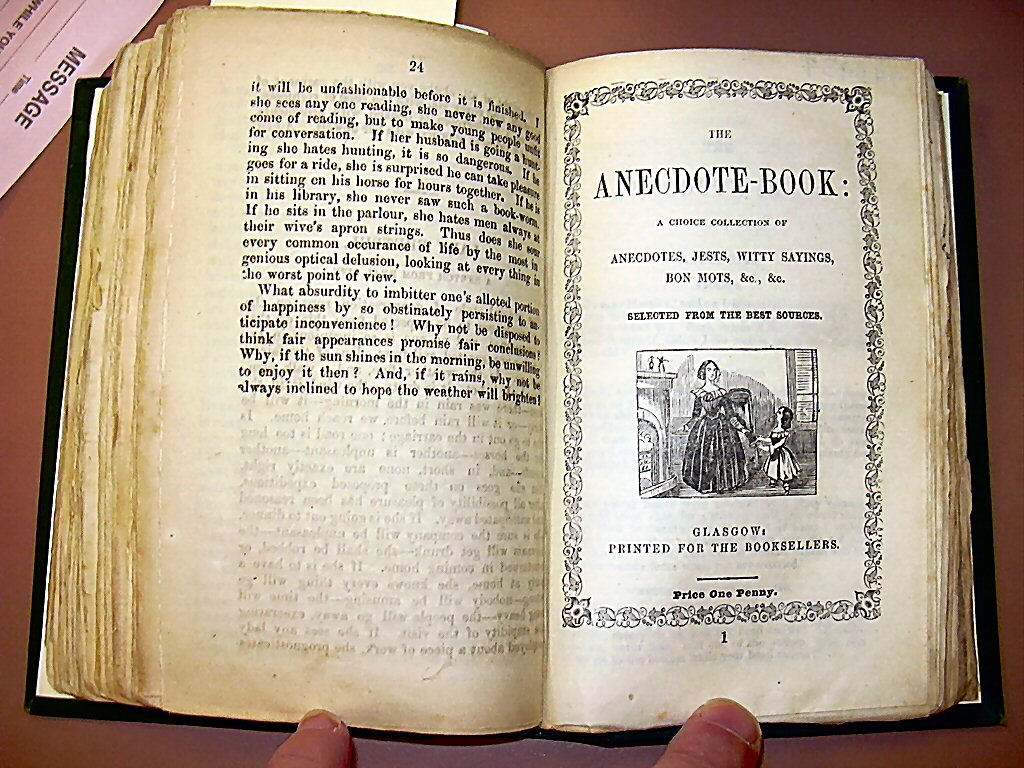 WHILE YOU
MESSAGE
24
it will be unfashionable before it is finished. I
she sees any one reading, she never new any good
come of reading, but to make young people unfit
for conversation. If her husband is going a hunt-
ing she hates hunting, it is so dangerous. If he
goes for a ride, she is surprised he can take pleasure
in sitting on his horse for hours together. If he is
in his library, she never saw such a book-worm.
If he sits in the parlour, she hates men always at
their wive's apron strings. Thus does she sour
every common occurance of life by the most in
genious optical delusion, looking at every thing in
the worst point of view.
What absurdity to imbitter one's alloted portion
of happiness by so obstinately persisting to an-
ticipate inconvenience! Why not be disposed to
think fair appearances promise fair conclusions?
Why, if the sun shines in the morning, be unwilling
to enjoy it then? And, if it rains, why not be
always inclined to hope the weather will brighten!
THE
ANECDOTE-BOOK:
A CHOICE COLLECTION OF
ANECDOTES, JESTS, WITTY SAYINGS,
BON MOTS, &c., &c.
SELECTED FROM THE BEST SOURCES.
GLASGOW:
PRINTED FOR THE BOOKSELLERS.
Price One Penny.
1